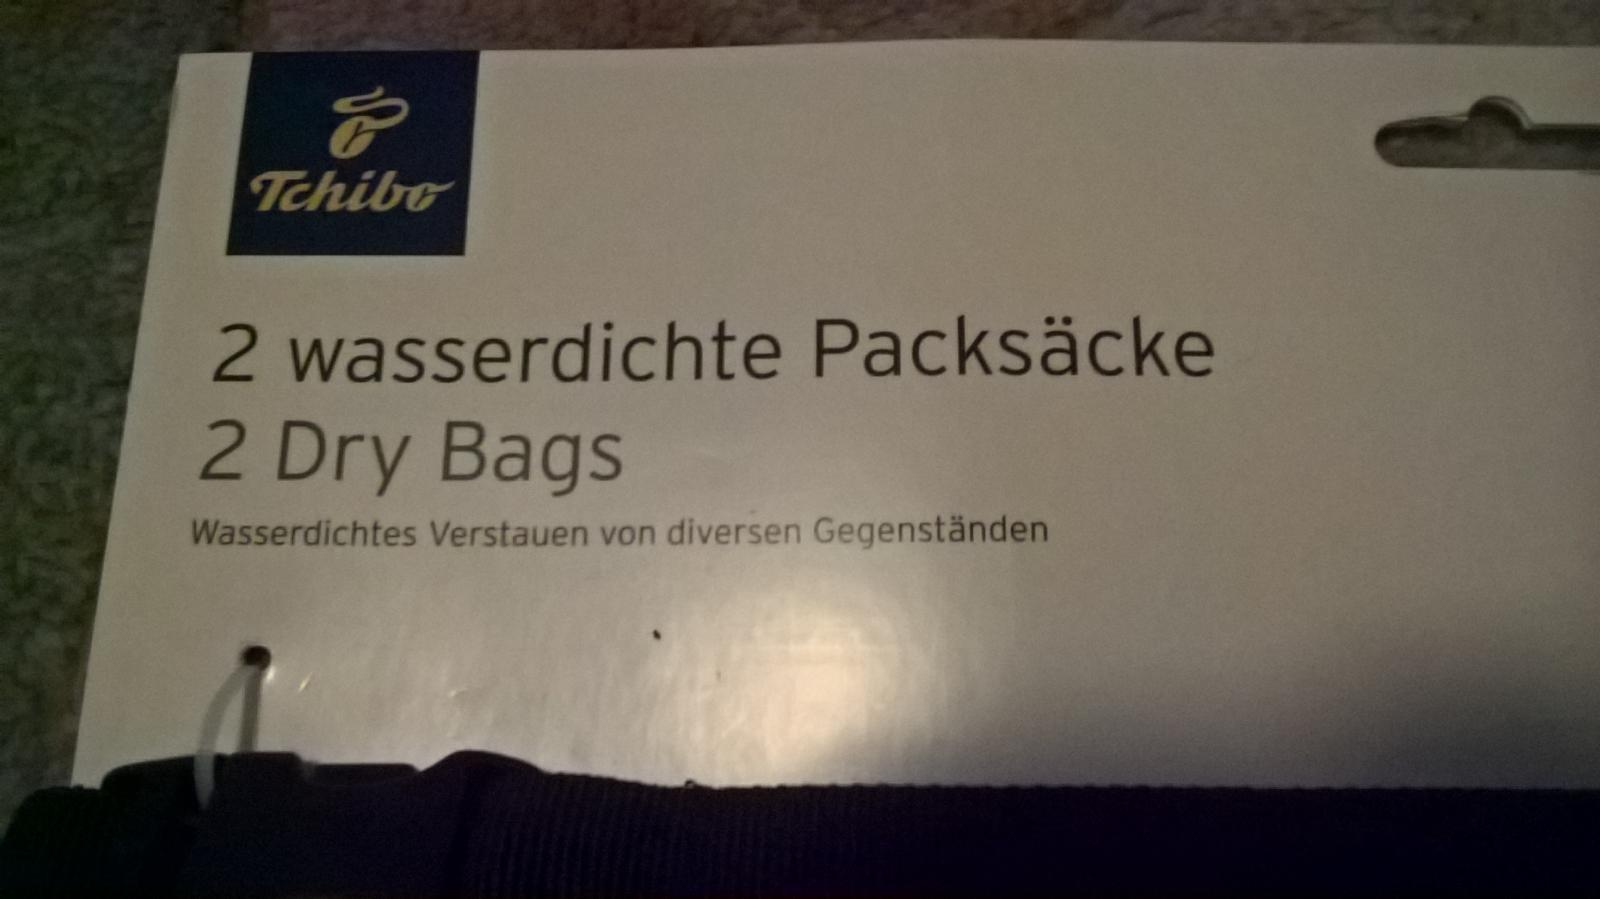 Tchibo
2 wasserdichte Packsäcke
2 Dry Bags
Wasserdichtes Verstauen von diversen Gegenständen